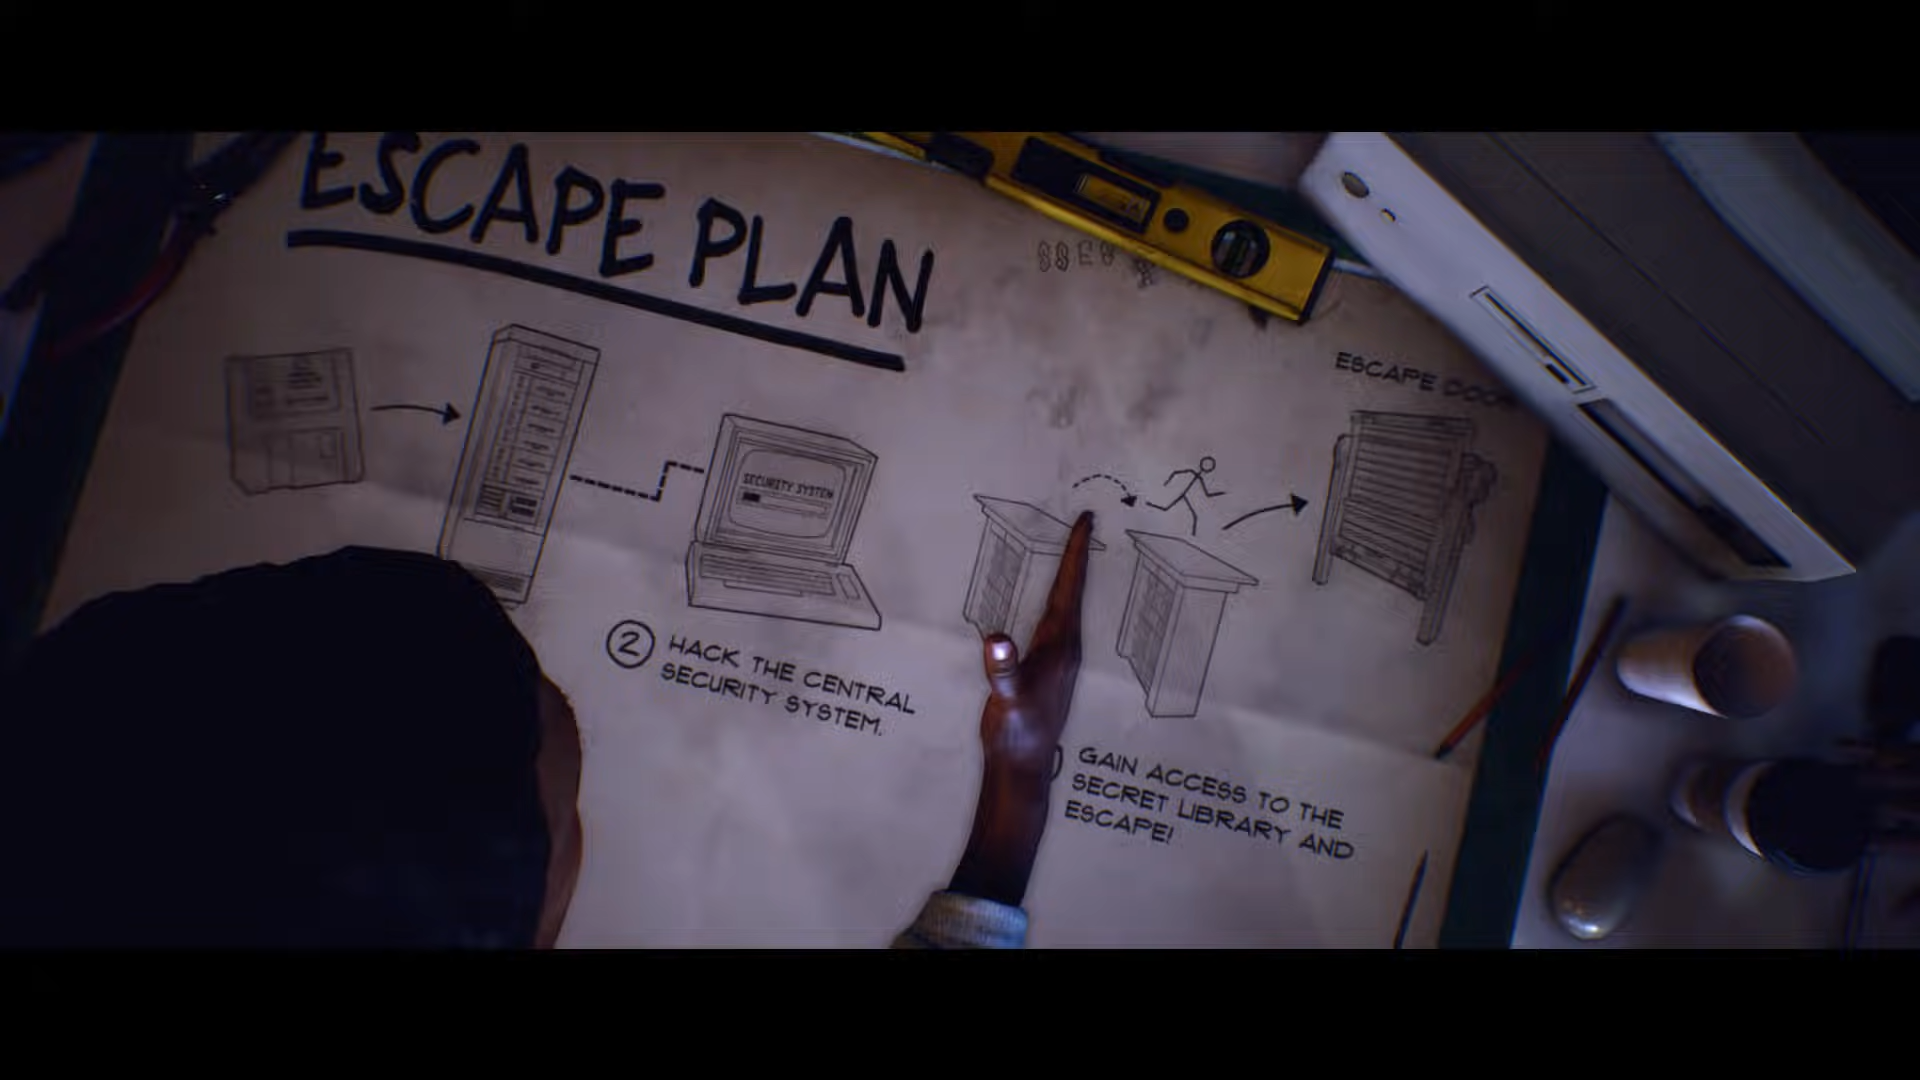 ESCAPE PLAN
ESCAPE DOOR
SECURITY SYSTEM
2 HACK THE CENTRAL
SECURITY SYSTEM.
GAIN ACCESS TO THE
SECRET LIBRARY AND
ESCAPE!